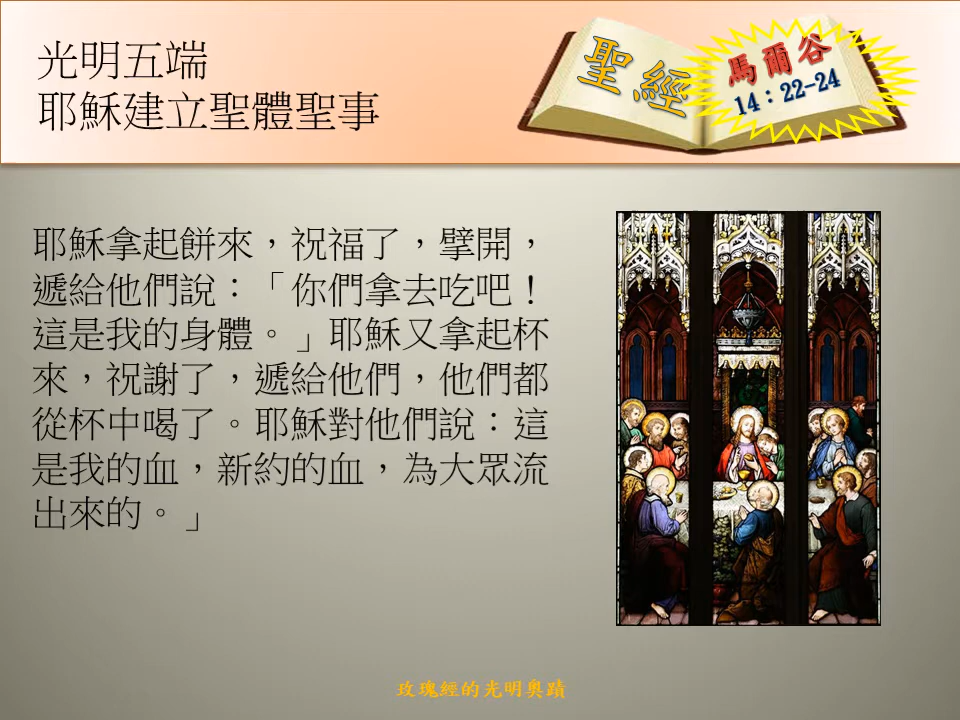 光明五端
耶穌建立聖體聖事
聖經
馬爾谷
14：22-24
耶穌拿起餅來，祝福了，擘開，
遞給他們說：「你們拿去吃吧！
這是我的身體。」耶穌又拿起杯
來，祝謝了，遞給他們，他們都
從杯中喝了。耶穌對他們說：這
是我的血，新約的血，為大眾流
出來的。」
玫瑰經的光明奧蹟